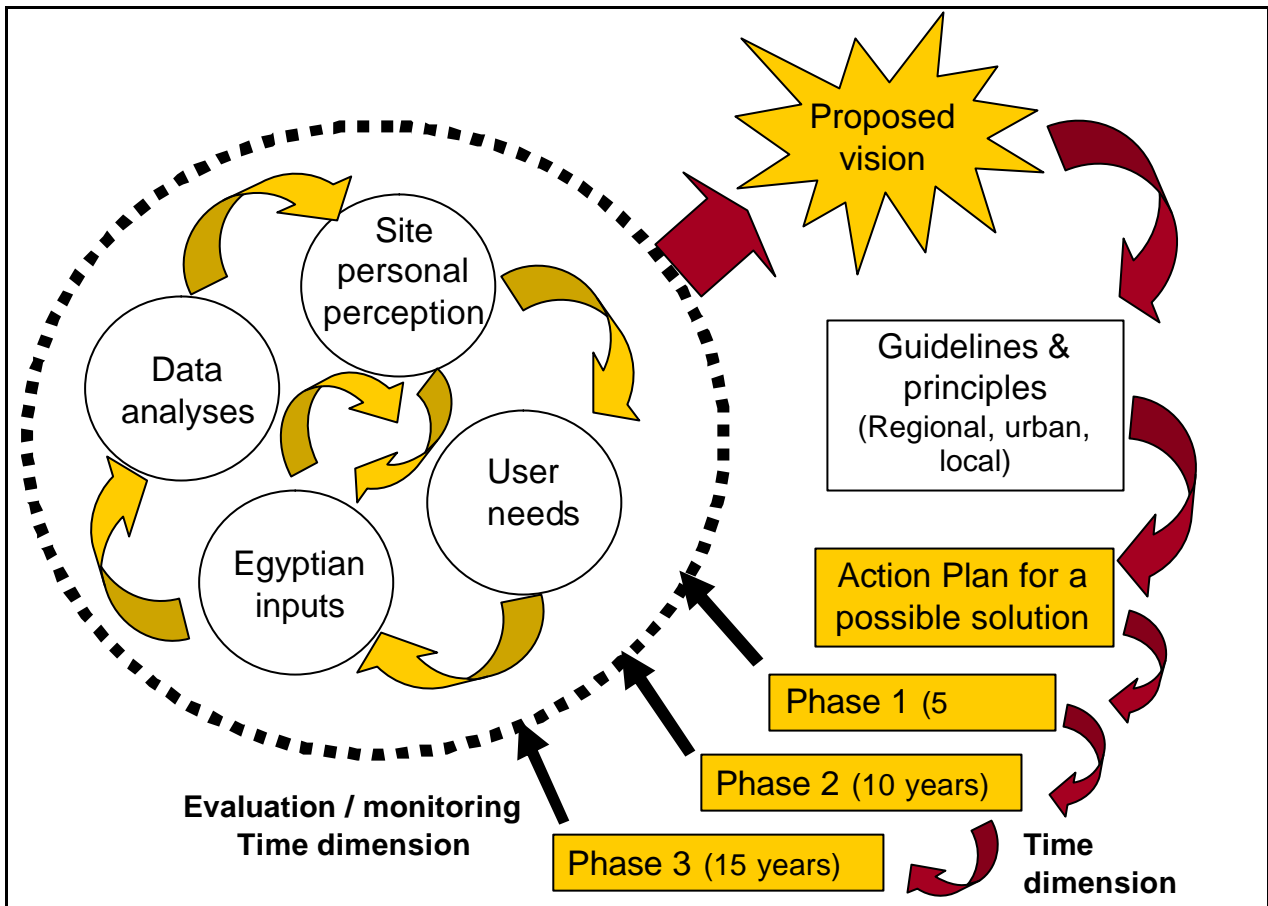 Proposed
vision
Site
personal
perception
Data
analyses
User
needs
Egyptian
inputs
Guidelines &
principles
(Regional, urban,
local)
Action Plan for a
possible solution
Phase 1 (5
Phase 2 (10 years)
Phase 3 (15 years)
Evaluation / monitoring
Time dimension
Time
dimension